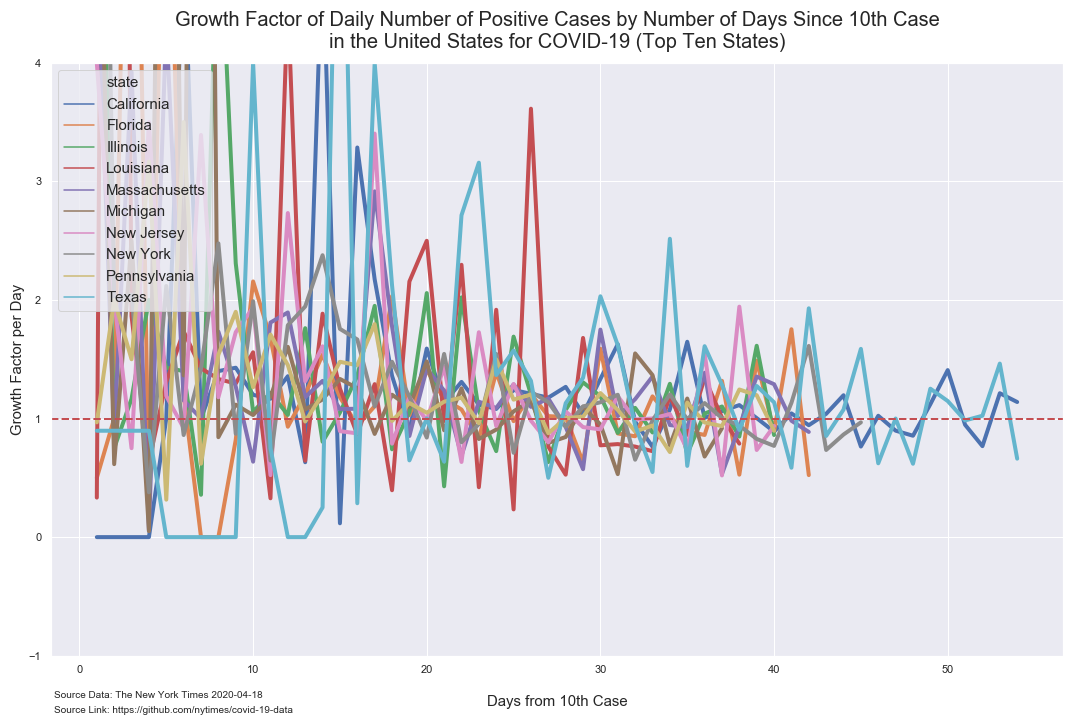 Growth Factor of Daily Number of Positive Cases by Number of Days Since 10th Case
in the United States for COVID-19 (Top Ten States)
4
3
2
1
0
−1
Growth Factor per Day
state
California
Florida
Illinois
Louisiana
Massachusetts
Michigan
New Jersey
New York
Pennsylvania
Texas
0 10 20 30 40 50
Days from 10th Case
Source Data: The New York Times 2020-04-18
Source Link: https://github.com/nytimes/covid-19-data